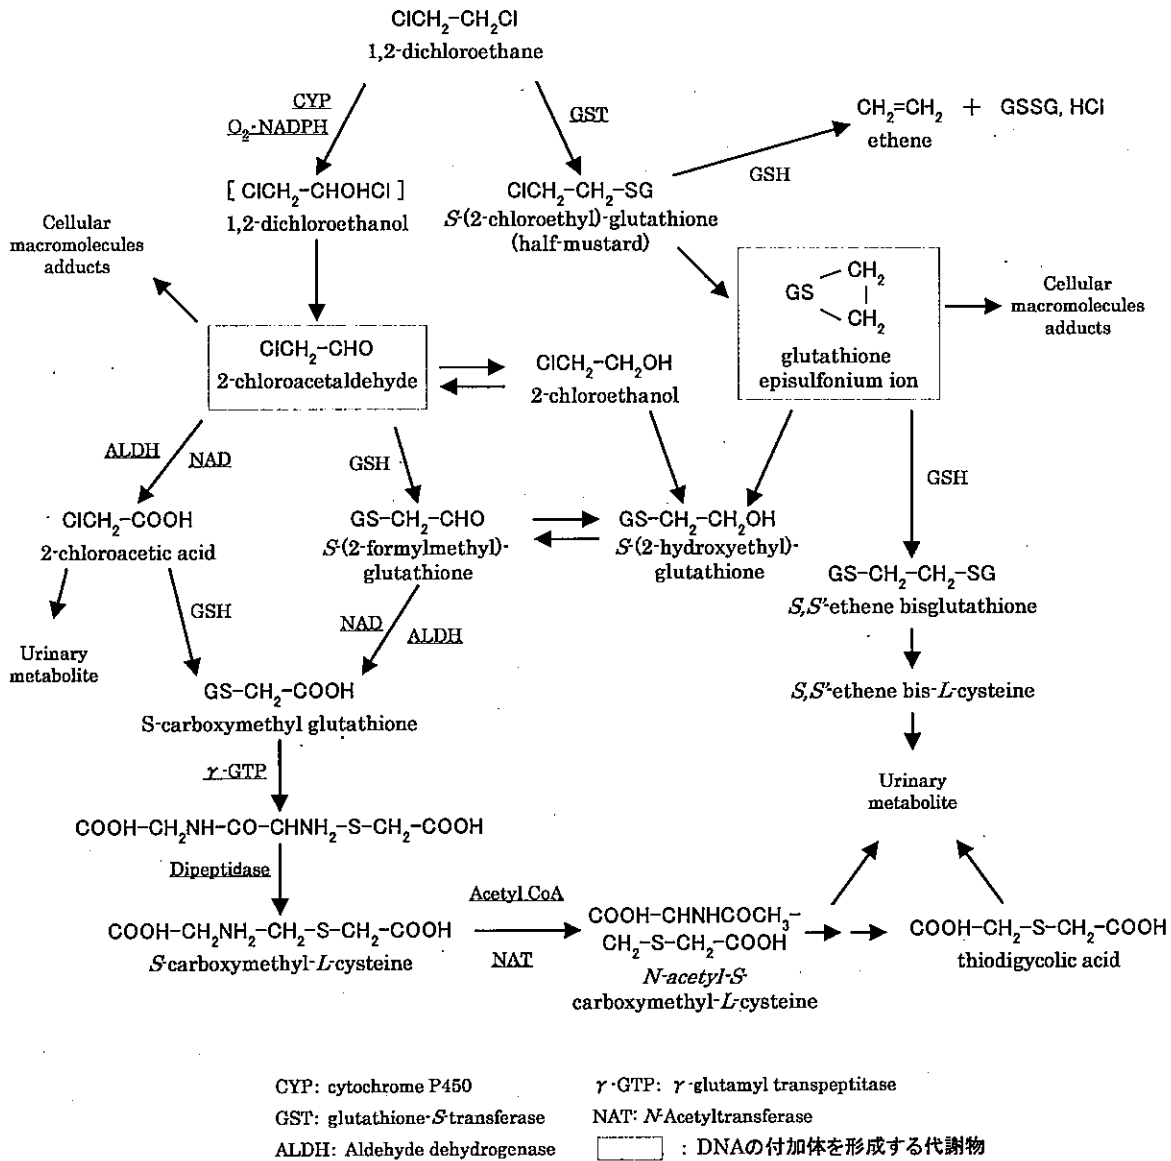 ClCH2-CH2Cl
1,2-dichloroethane
CYP
O2·NADPH
GST
CH2=CH2 + GSSG, HCl
ethene
GSH
[ ClCH2-CHOHCl ]
1,2-dichloroethanol
ClCH2-CH2-SG
S-(2-chloroethyl)-glutathione
(half-mustard)
Cellular
macromolecules
adducts
GS
CH2
CH2
glutathione
episulfonium ion
Cellular
macromolecules
adducts
ClCH2-CHO
2-chloroacetaldehyde
ClCH2-CH2OH
2-chloroethanol
ALDH
NAD
GSH
GSH
ClCH2-COOH
2-chloroacetic acid
GS-CH2-CHO
S-(2-formylmethyl)-
glutathione
GS-CH2-CH2OH
S-(2-hydroxyethyl)-
glutathione
GS-CH2-CH2-SG
S,S'-ethene bisglutathione
Urinary
metabolite
GSH
NAD
ALDH
S,S'-ethene bis-L-cysteine
GS-CH2-COOH
S-carboxymethyl glutathione
γ-GTP
Urinary
metabolite
COOH-CH2NH-CO-CHNH2-S-CH2-COOH
Dipeptidase
COOH-CH2NH2-CH2-S-CH2-COOH
S-carboxymethyl-L-cysteine
Acetyl CoA
NAT
COOH-CHNHCOCH3-
CH2-S-CH2-COOH
N-acetyl-S-
carboxymethyl-L-cysteine
COOH-CH2-S-CH2-COOH
thiodigycolic acid
CYP: cytochrome P450
γ-GTP: γ-glutamyl transpeptitase
GST: glutathione-S-transferase
NAT: N-Acetyltransferase
ALDH: Aldehyde dehydrogenase
: DNAの付加体を形成する代謝物